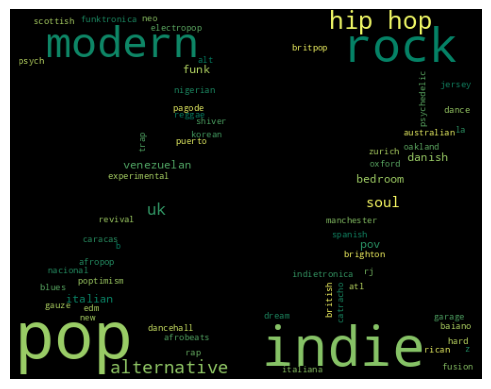 scottish funktronica neo
electropop
modern
psych
alt
funk
hip hop
rock
britpop
nigerian
pagode
reggae
shiver
korean
trap
puerto
venezuelan
experimental
psychedelic
jersey
dance
australian la
oakland
zurich
danish
oxford
bedroom
uk
revival
soul
manchester
caracas
b
spanish
pov
brighton
afropop
nacional
poptimism
blues
italian
gauze
edm
new
indietronica
rj
british
catracho
atl
pop
dancehall
afrobeats
rap
alternative
dream
indie
italiana
garage
baiano
hard
rican
z
fusion